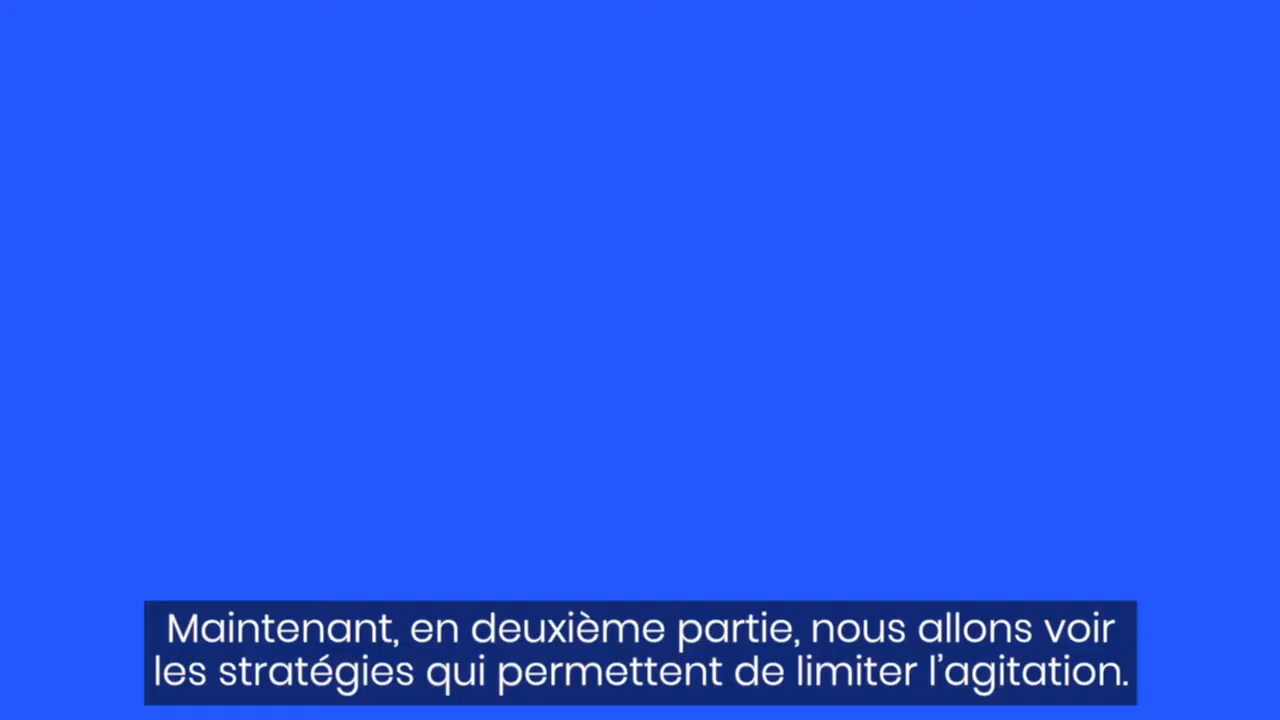 Maintenant, en deuxième partie, nous allons voir
les stratégies qui permettent de limiter l’agitation.